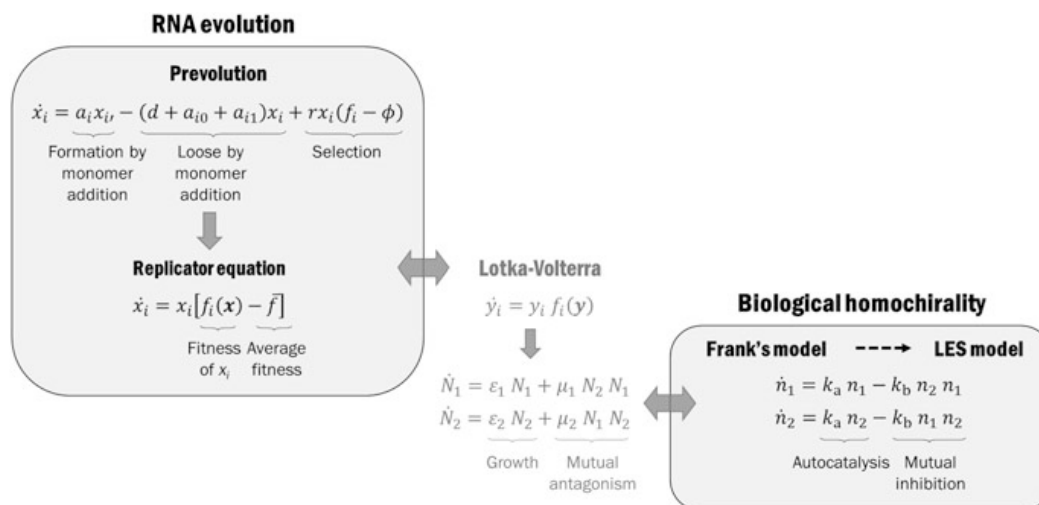 RNA evolution
Prevolution
ẋᵢ = aᵢxᵢ′ − (d + aᵢ₀ + aᵢ₁)xᵢ + rxᵢ(fᵢ − ϕ)
Formation by
monomer
addition
Loose by
monomer
addition
Selection
Replicator equation
ẋᵢ = xᵢ[fᵢ(x) − f̄]
Fitness
of xᵢ
Average
fitness
Lotka-Volterra
ẏᵢ = yᵢ fᵢ(y)
Ṅ₁ = ε₁ N₁ + μ₁ N₂ N₁
Ṅ₂ = ε₂ N₂ + μ₂ N₁ N₂
Growth
Mutual
antagonism
Biological homochirality
Frank's model LES model
ṅ₁ = kₐ n₁ − k_b n₂ n₁
ṅ₂ = kₐ n₂ − k_b n₁ n₂
Autocatalysis
Mutual
inhibition